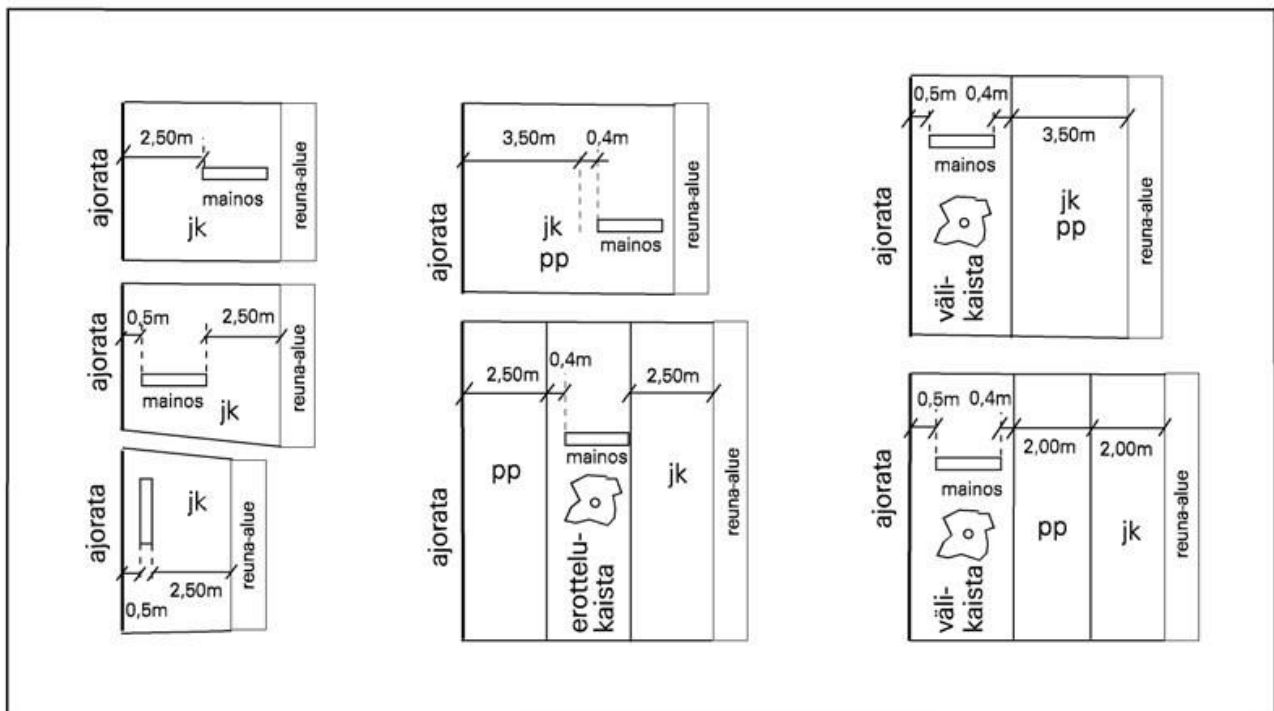 ajorata
2,50m
mainos
jk
reuna-alue
ajorata
0,5m
2,50m
mainos
jk
reuna-alue
ajorata
jk
2,50m
0,5m
reuna-alue
ajorata
3,50m
0,4m
jk
pp
mainos
reuna-alue
ajorata
2,50m
0,4m
2,50m
mainos
pp
jk
erottelu-
kaista
reuna-alue
ajorata
0,5m
0,4m
3,50m
mainos
jk
pp
väli-
kaista
reuna-alue
ajorata
0,5m
0,4m
2,00m
2,00m
mainos
pp
jk
väli-
kaista
reuna-alue